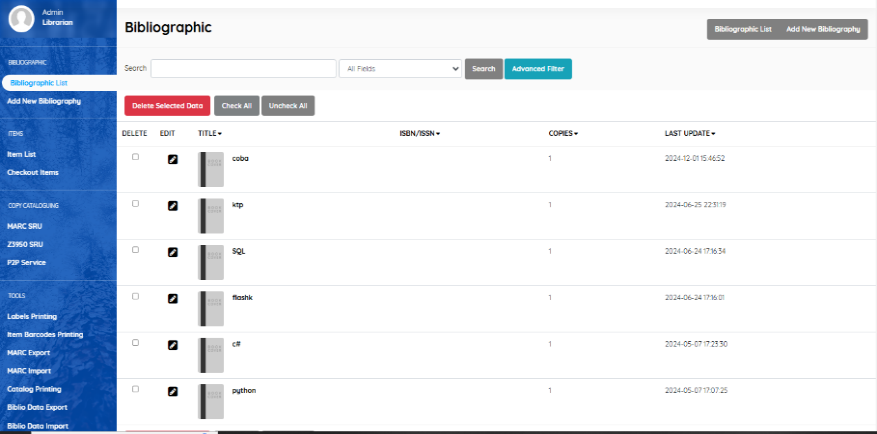 Admin
Librarian
Bibliographic
Bibliographic List
Add New Bibliography
BIBLIOGRAPHIC
Bibliographic List
Add New Bibliography
ITEMS
Item List
Checkout Items
COPY CATALOGUING
MARC SRU
Z3950 SRU
P2P Service
TOOLS
Labels Printing
Item Barcodes Printing
MARC Export
MARC Import
Catalog Printing
Biblio Data Export
Biblio Data Import
Search All Fields Search Advanced Filter
Delete Selected Data Check All Uncheck All
DELETE EDIT TITLE ISBN/ISSN COPIES LAST UPDATE
coba 1 2024-12-01 15:46:52
ktp 1 2024-06-25 22:31:19
SQL 1 2024-06-24 17:16:34
flashk 1 2024-06-24 17:16:01
c# 1 2024-05-07 17:23:30
python 1 2024-05-07 17:07:25